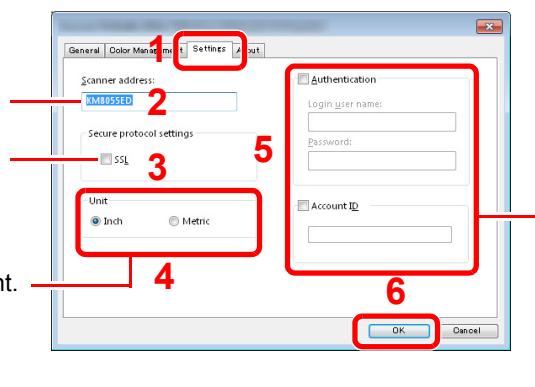 General Color Management Settings About
1
Scanner address:
KM8055ED
2
Secure protocol settings
SSL
3
Unit
Inch Metric
4
nt.
5
Authentication
Login user name:
Password:
Account ID
6
OK Cancel